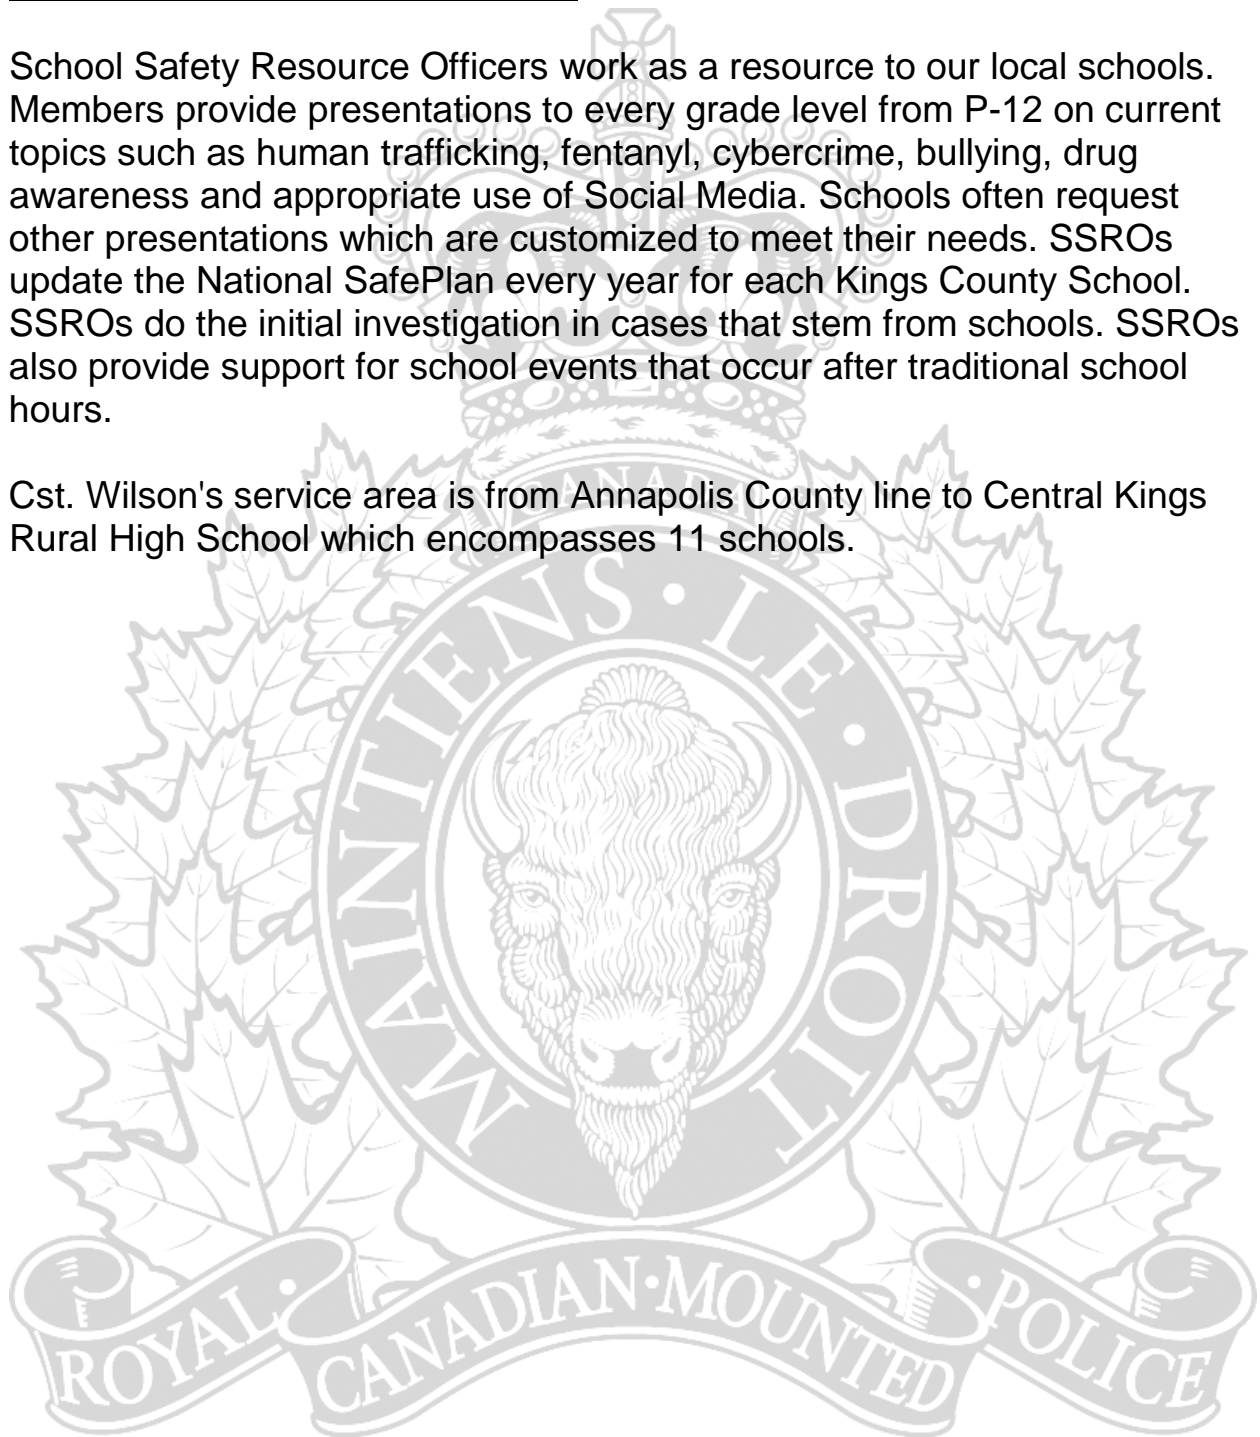 School Safety Resource Officers work as a resource to our local schools.
Members provide presentations to every grade level from P-12 on current
topics such as human trafficking, fentanyl, cybercrime, bullying, drug
awareness and appropriate use of Social Media. Schools often request
other presentations which are customized to meet their needs. SSROs
update the National SafePlan every year for each Kings County School.
SSROs do the initial investigation in cases that stem from schools. SSROs
also provide support for school events that occur after traditional school
hours.
Cst. Wilson's service area is from Annapolis County line to Central Kings
Rural High School which encompasses 11 schools.
CANADA
MAINTIENS · LE · DROIT
ROYAL · CANADIAN · MOUNTED · POLICE